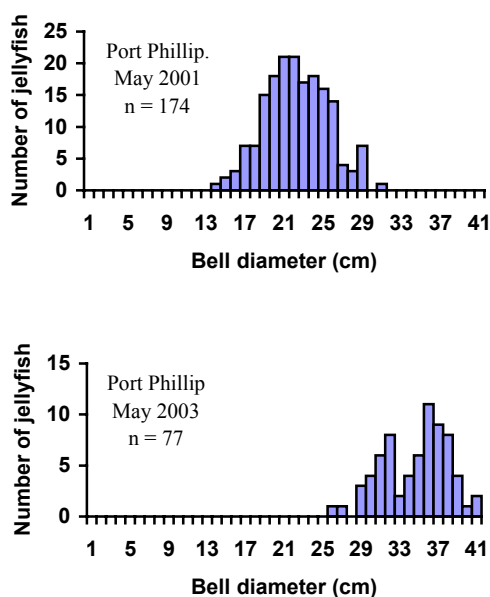 25
20
15
10
5
0
Number of jellyfish
Port Phillip.
May 2001
n = 174
1 5 9 13 17 21 25 29 33 37 41
Bell diameter (cm)
15
10
5
0
Number of jellyfish
Port Phillip
May 2003
n = 77
1 5 9 13 17 21 25 29 33 37 41
Bell diameter (cm)